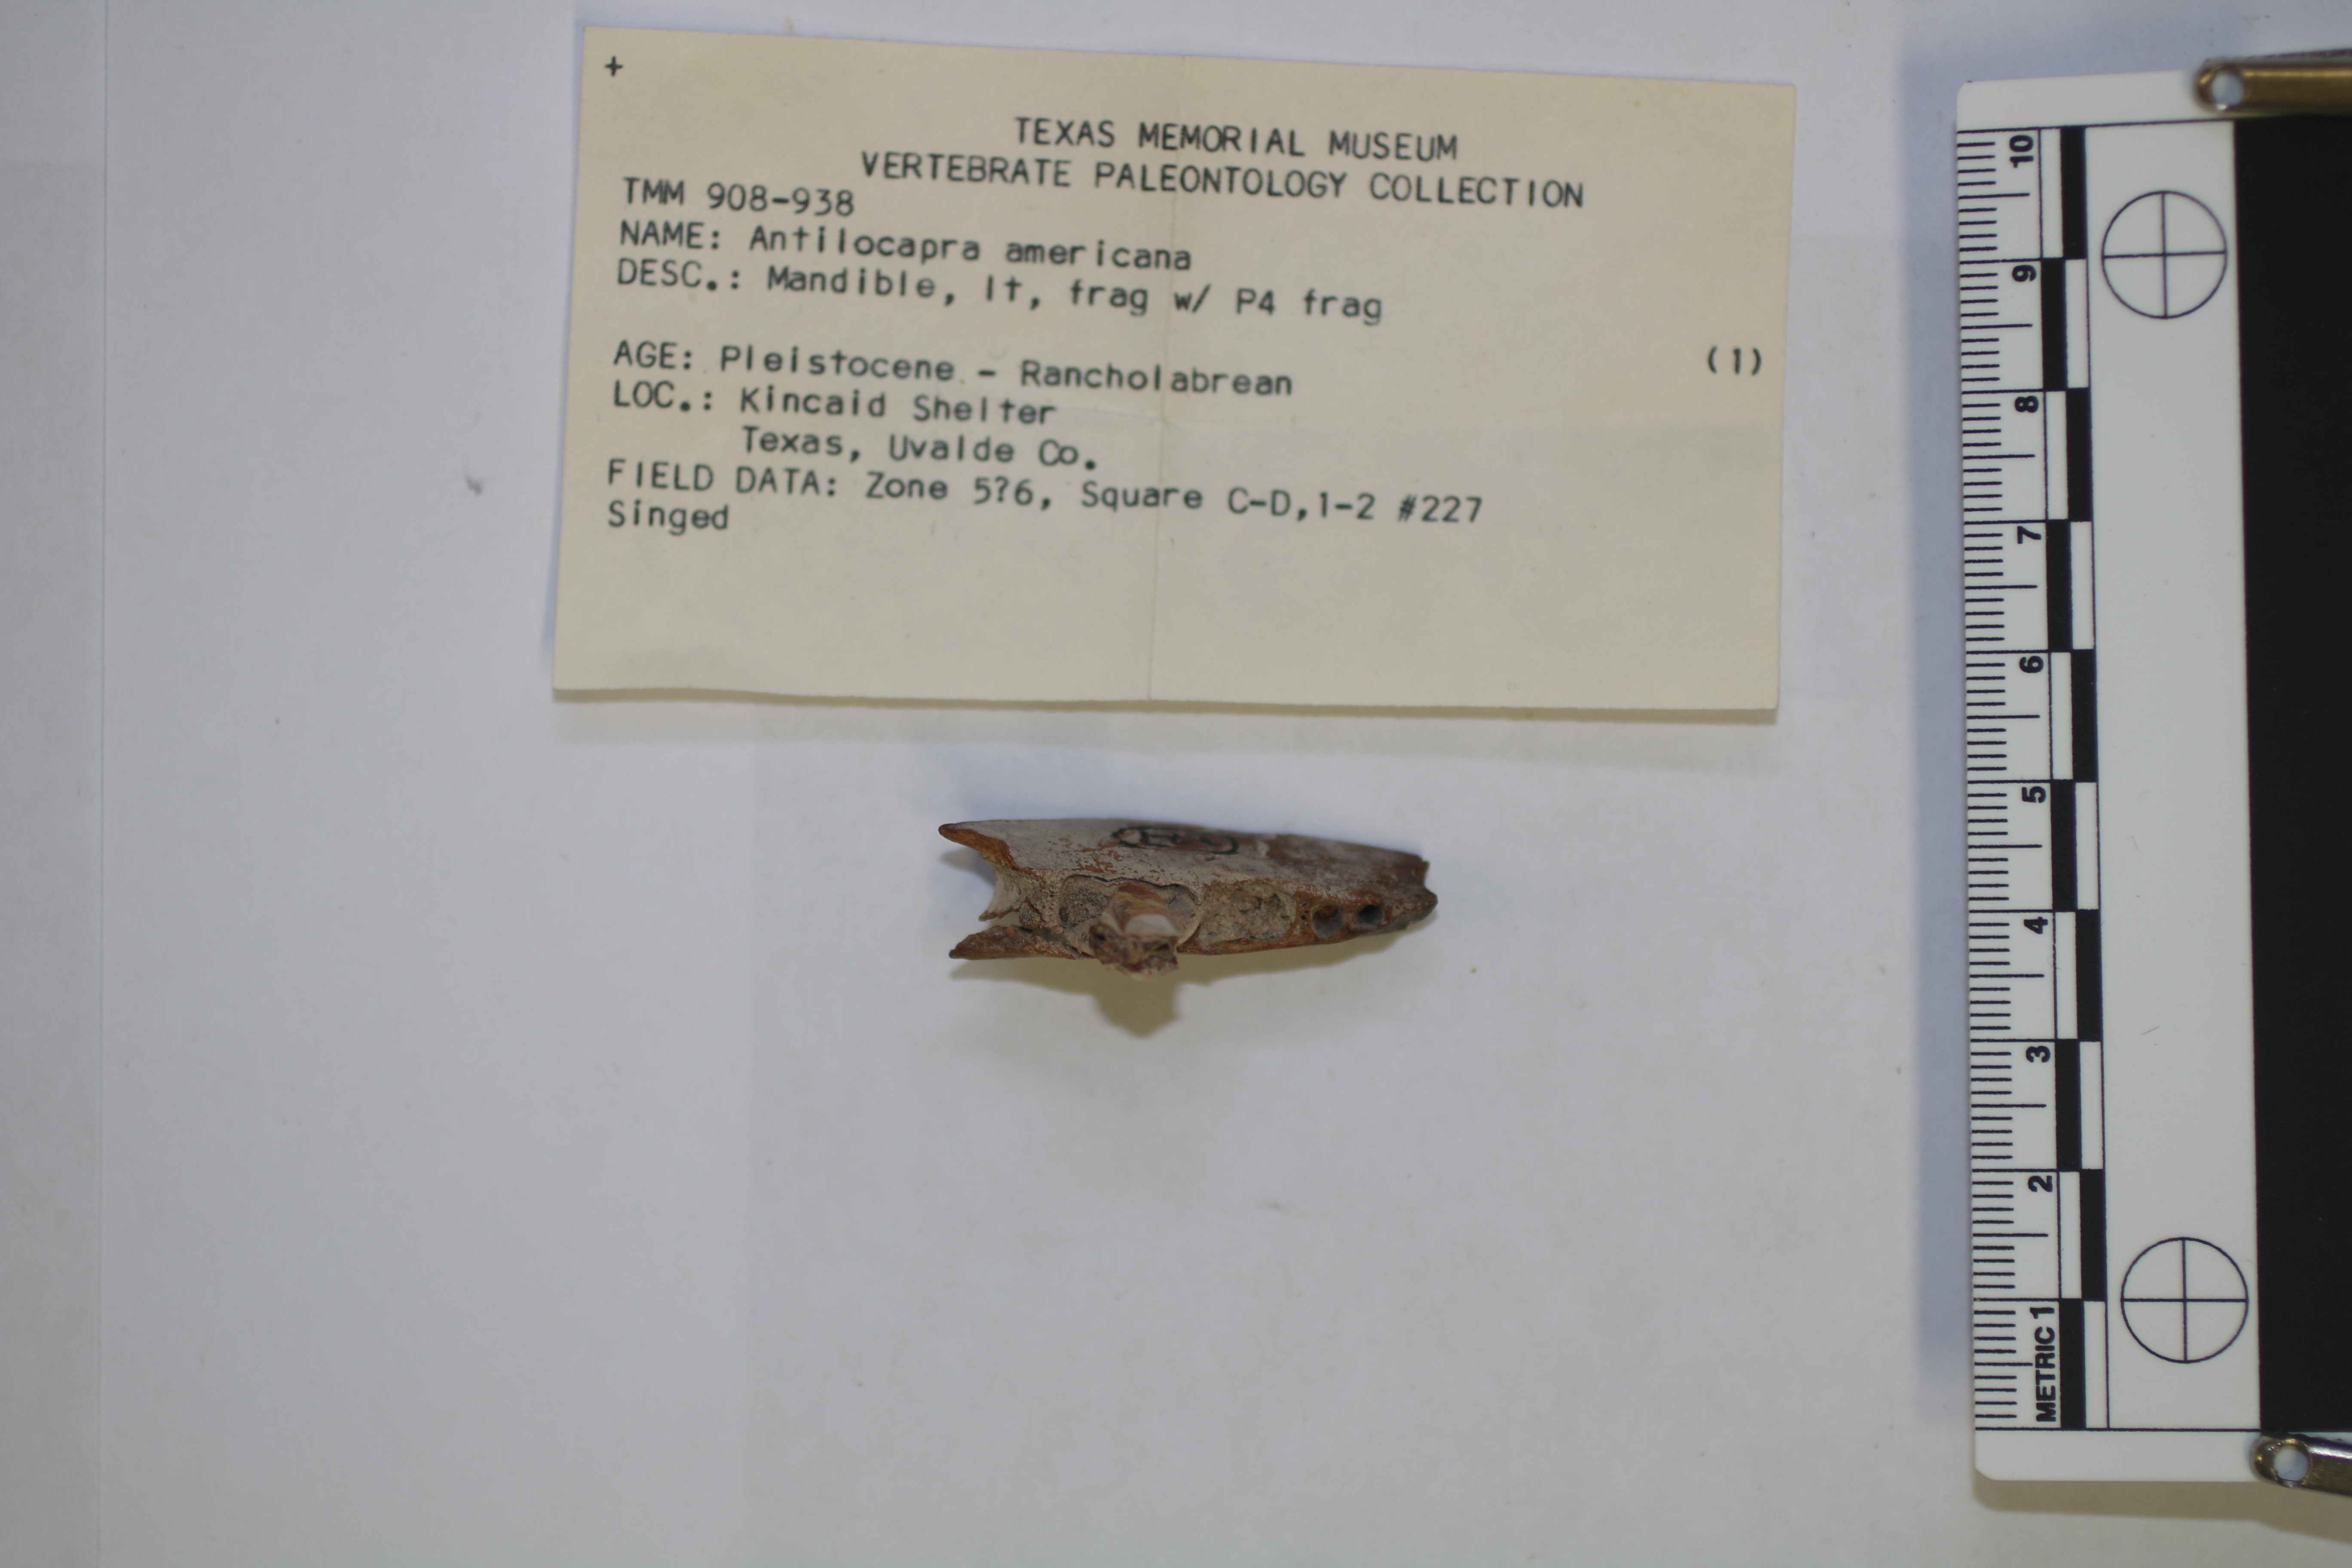 +
TEXAS MEMORIAL MUSEUM
VERTEBRATE PALEONTOLOGY COLLECTION
TMM 908-938
NAME: Antilocapra americana
DESC.: Mandible, lt, frag w/ P4 frag
AGE: Pleistocene - Rancholabrean (1)
LOC.: Kincaid Shelter
Texas, Uvalde Co.
FIELD DATA: Zone 5?6, Square C-D,1-2 #227
Singed
10
9
8
7
6
5
4
3
2
METRIC 1